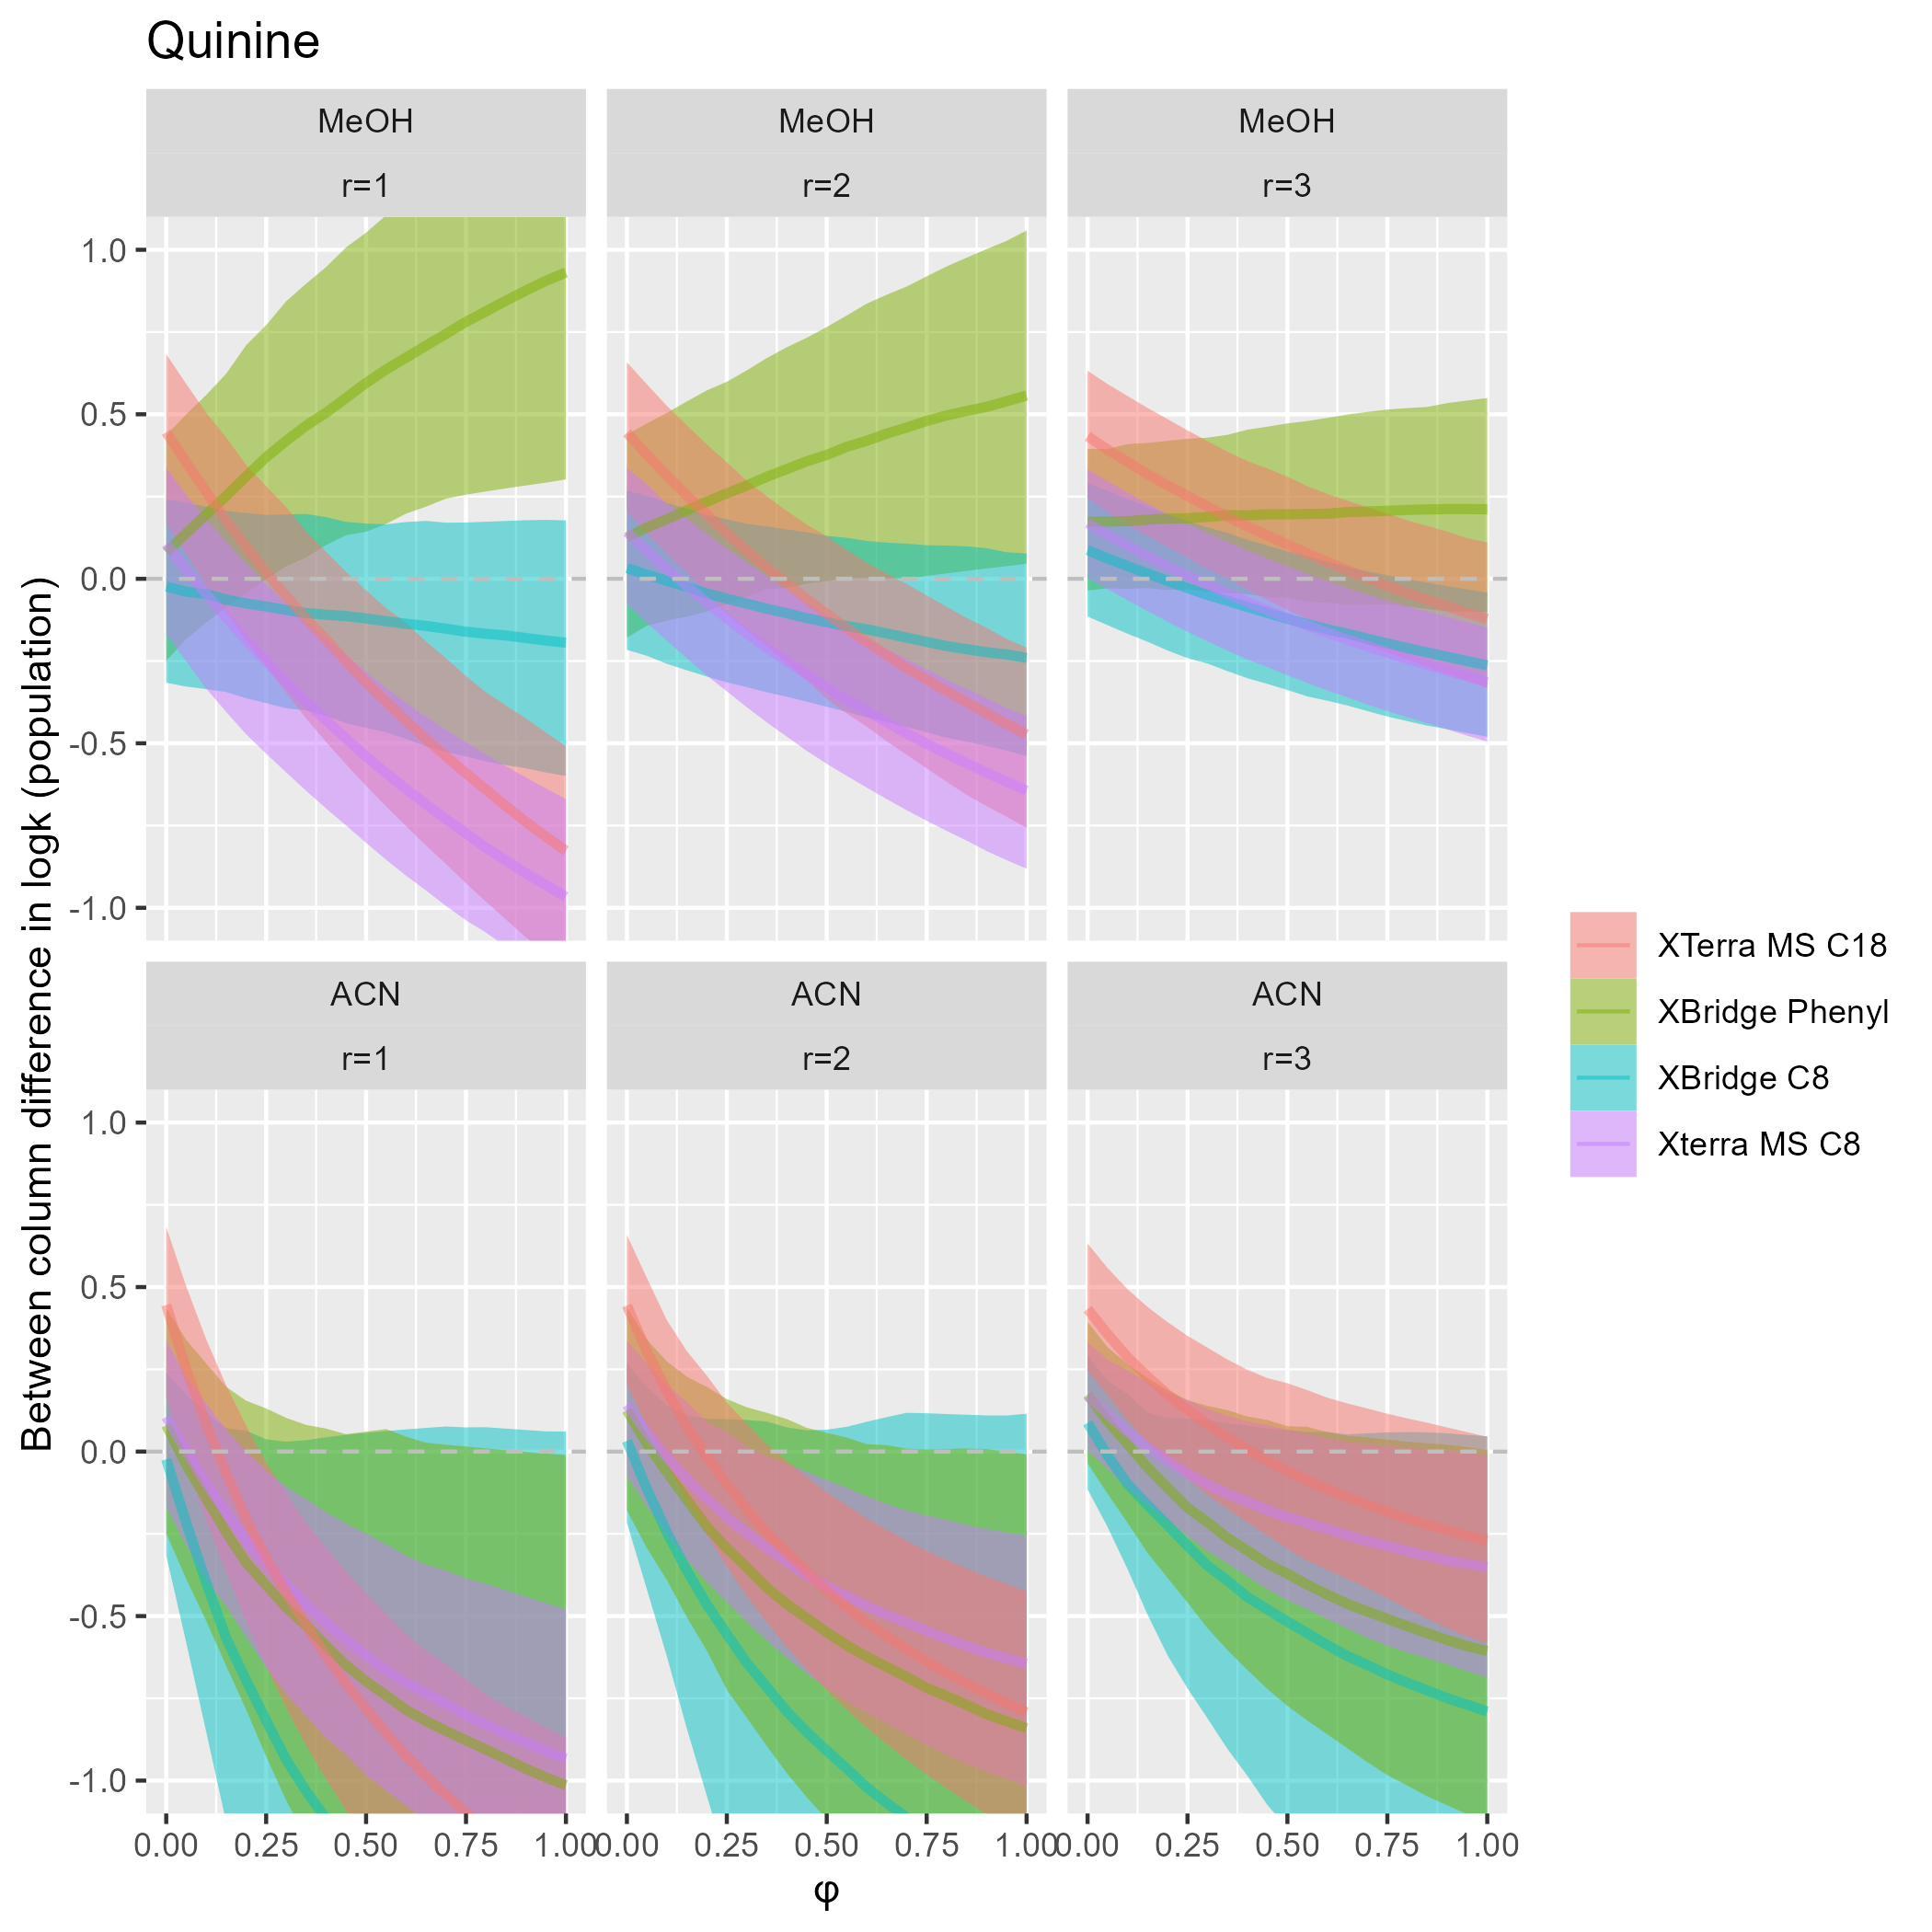 Quinine
MeOH
r=1
MeOH
r=2
MeOH
r=3
1.0
0.5
0.0
-0.5
-1.0
ACN
r=1
ACN
r=2
ACN
r=3
1.0
0.5
0.0
-0.5
-1.0
0.00 0.25 0.50 0.75 1.00
0.00 0.25 0.50 0.75 1.00
0.00 0.25 0.50 0.75 1.00
φ
Between column difference in logk (population)
XTerra MS C18
XBridge Phenyl
XBridge C8
Xterra MS C8